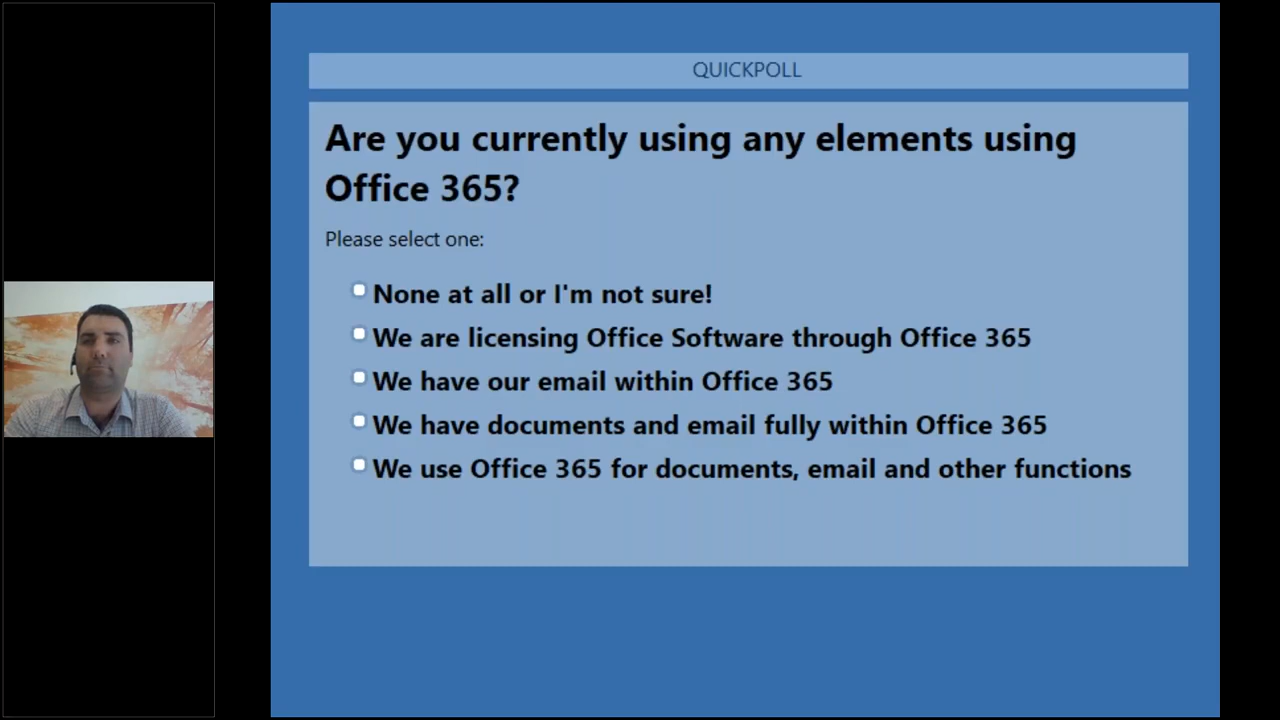 QUICKPOLL
Are you currently using any elements using
Office 365?
Please select one:
None at all or I'm not sure!
We are licensing Office Software through Office 365
We have our email within Office 365
We have documents and email fully within Office 365
We use Office 365 for documents, email and other functions